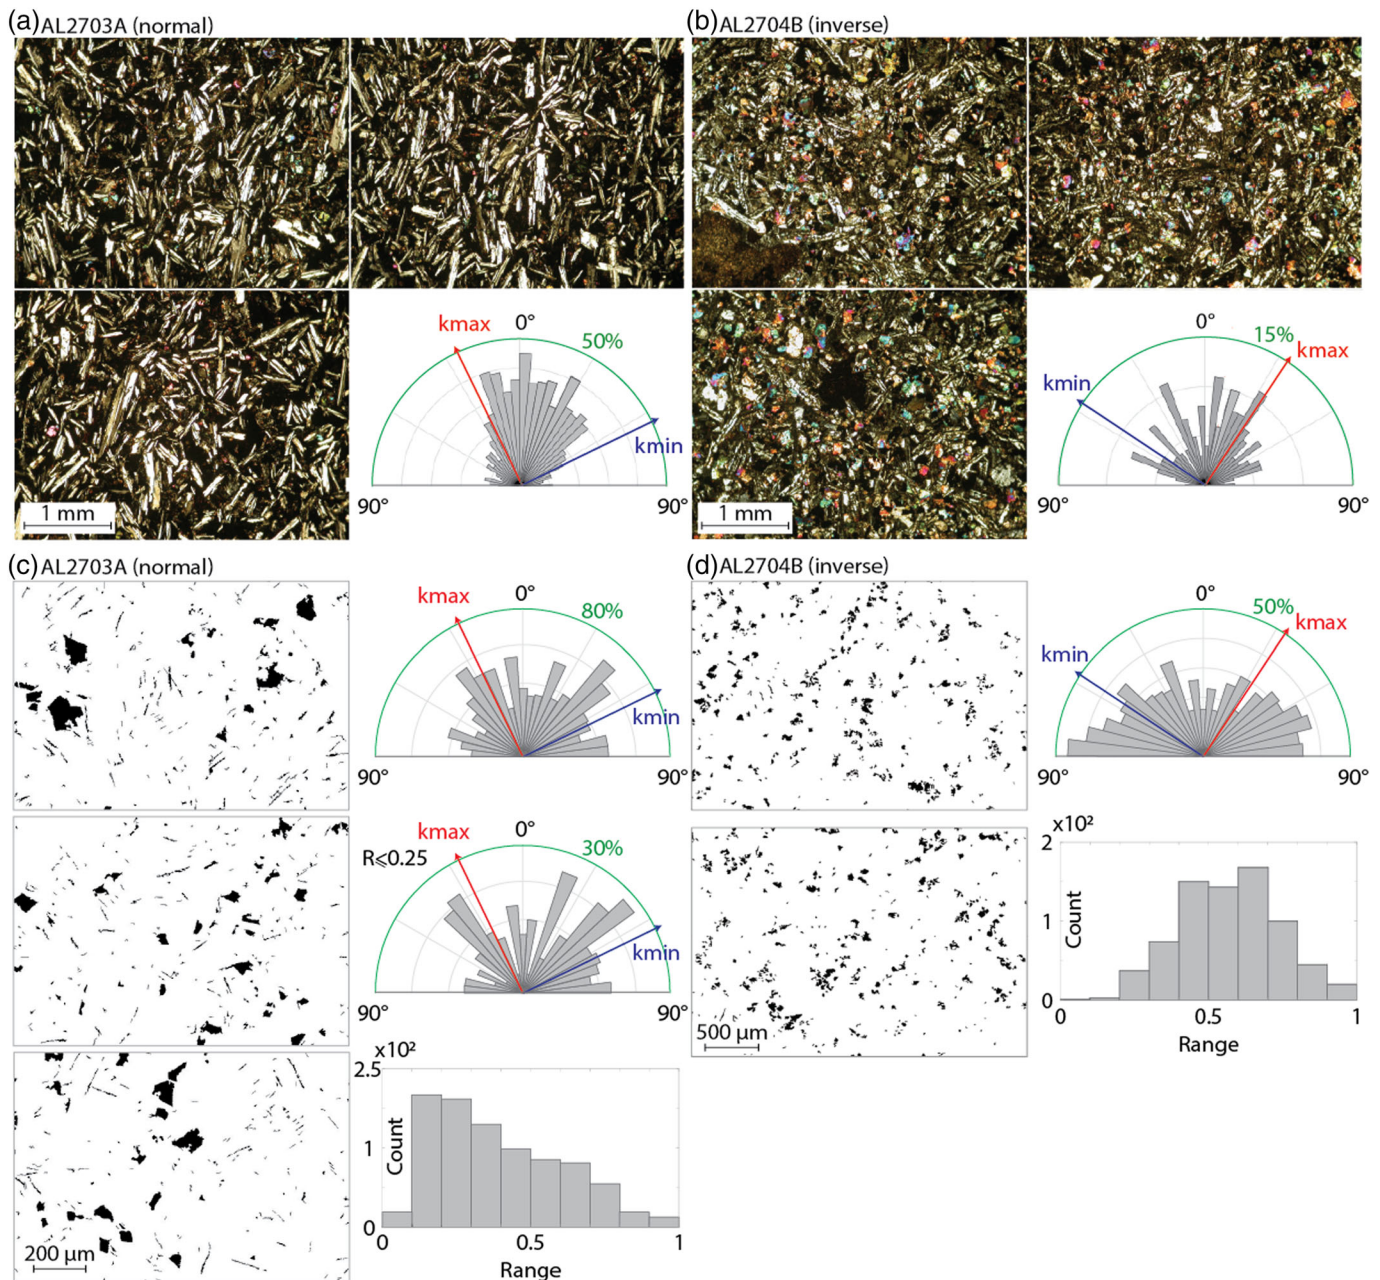 (a) AL2703A (normal)
kmax
0°
50%
kmin
90°
90°
1 mm
(b) AL2704B (inverse)
0°
15%
kmax
kmin
90°
90°
1 mm
(c) AL2703A (normal)
kmax
0°
80%
kmin
90°
90°
kmax
0°
30%
R⩽0.25
kmin
90°
90°
200 µm
x10²
2.5
1
0
Count
0
0.5
1
Range
(d) AL2704B (inverse)
0°
50%
kmax
kmin
90°
90°
500 µm
x10²
2
1
0
Count
0
0.5
1
Range